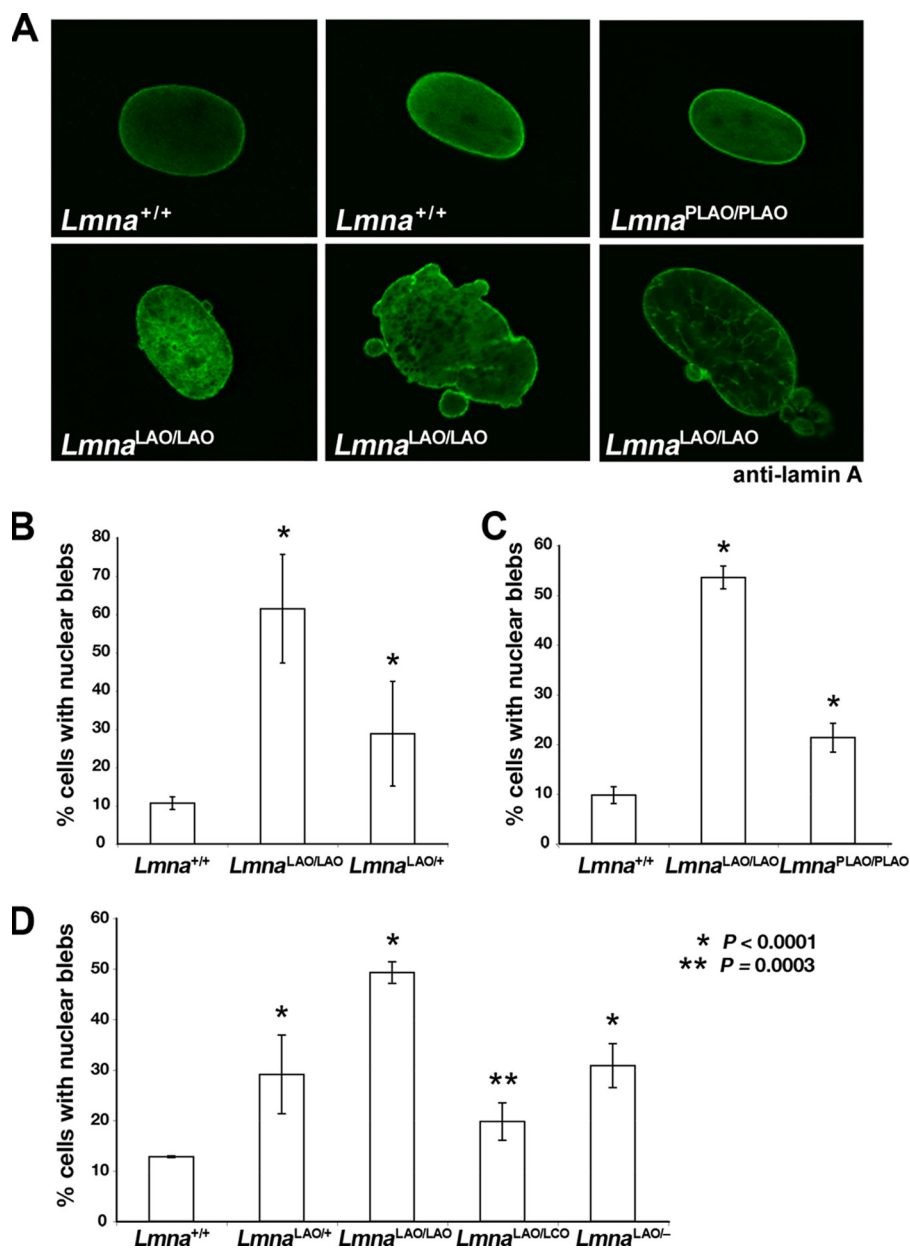 A
Lmna+/+
Lmna+/+
LmnaPLAO/PLAO
LmnaLAO/LAO
LmnaLAO/LAO
LmnaLAO/LAO
anti-lamin A
B
% cells with nuclear blebs
80
70
60
50
40
30
20
10
0
Lmna+/+
LmnaLAO/LAO
LmnaLAO/+
*
*
C
% cells with nuclear blebs
60
50
40
30
20
10
0
Lmna+/+
LmnaLAO/LAO
LmnaPLAO/PLAO
*
*
D
% cells with nuclear blebs
60
50
40
30
20
10
0
Lmna+/+
LmnaLAO/+
LmnaLAO/LAO
LmnaLAO/LCO
LmnaLAO/–
*
*
**
*
* P < 0.0001
** P = 0.0003